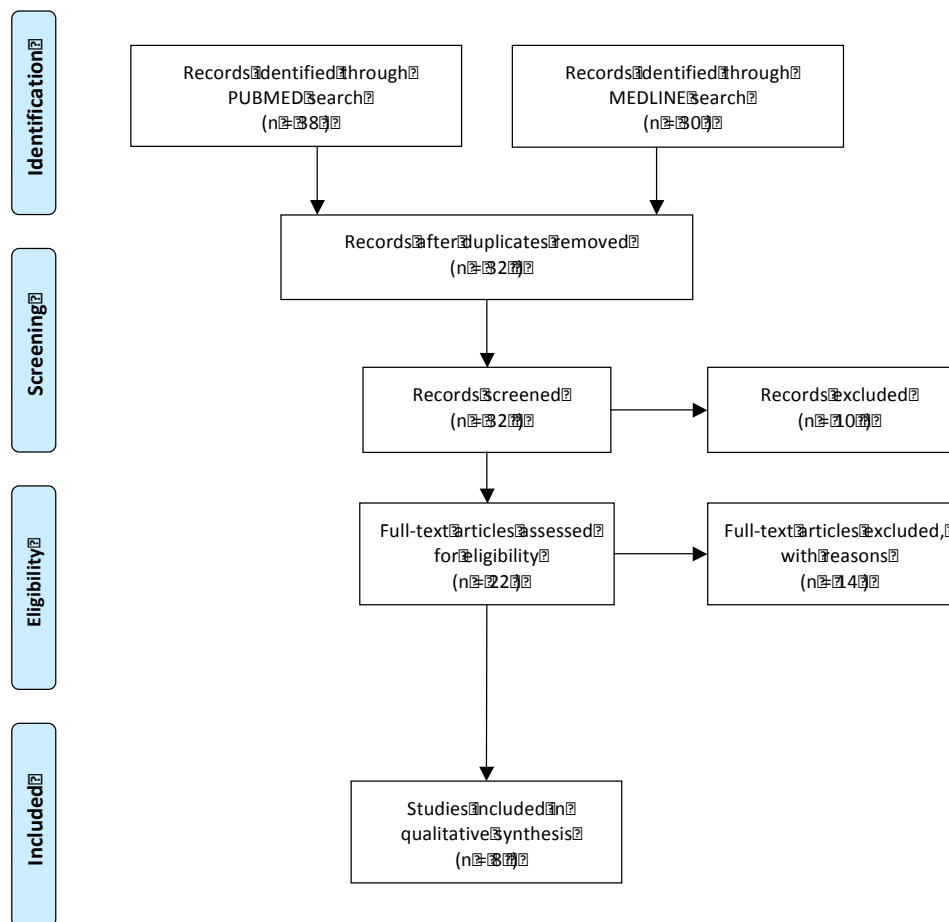 Identification
Records identified through
PUBMED search
(n = 38)
Records identified through
MEDLINE search
(n = 30)
Records after duplicates removed
(n = 32)
Screening
Records screened
(n = 32)
Records excluded
(n = 10)
Eligibility
Full-text articles assessed
for eligibility
(n = 22)
Full-text articles excluded,
with reasons
(n = 14)
Included
Studies included in
qualitative synthesis
(n = 8)